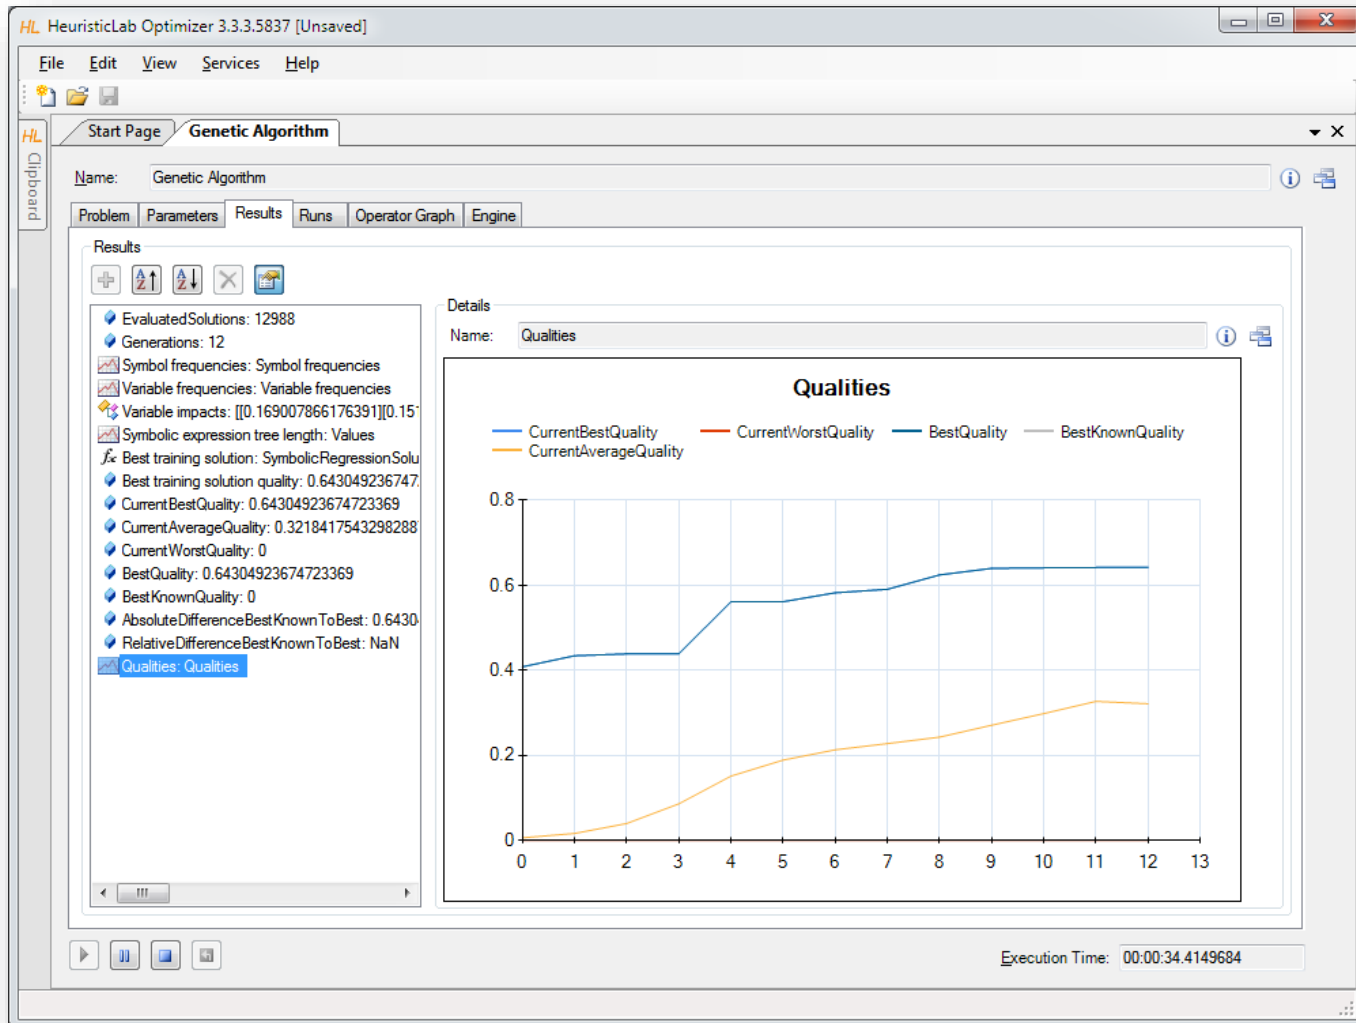 HL HeuristicLab Optimizer 3.3.3.5837 [Unsaved]
File Edit View Services Help
HL Clipboard
Start Page Genetic Algorithm
Name: Genetic Algorithm
Problem Parameters Results Runs Operator Graph Engine
Results
EvaluatedSolutions: 12988
Generations: 12
Symbol frequencies: Symbol frequencies
Variable frequencies: Variable frequencies
Variable impacts: [[0.169007866176391][0.15
Symbolic expression tree length: Values
Best training solution: SymbolicRegressionSolu
Best training solution quality: 0.6430492367472
CurrentBestQuality: 0.64304923674723369
CurrentAverageQuality: 0.3218417543298288
CurrentWorstQuality: 0
BestQuality: 0.64304923674723369
BestKnownQuality: 0
AbsoluteDifferenceBestKnownToBest: 0.6430
RelativeDifferenceBestKnownToBest: NaN
Qualities: Qualities
Details
Name: Qualities
Qualities
CurrentBestQuality CurrentWorstQuality BestQuality BestKnownQuality
CurrentAverageQuality
0.8
0.6
0.4
0.2
0
0 1 2 3 4 5 6 7 8 9 10 11 12 13
Execution Time: 00:00:34.4149684